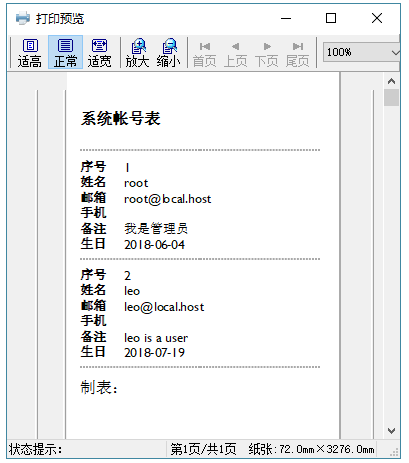 打印预览
适高 正常 适宽 放大 缩小 首页 上页 下页 尾页 100%
系统帐号表
序号 1
姓名 root
邮箱 root@local.host
手机
备注 我是管理员
生日 2018-06-04
序号 2
姓名 leo
邮箱 leo@local.host
手机
备注 leo is a user
生日 2018-07-19
制表：
状态提示： 第1页/共1页 纸张:72.0mm×3276.0mm